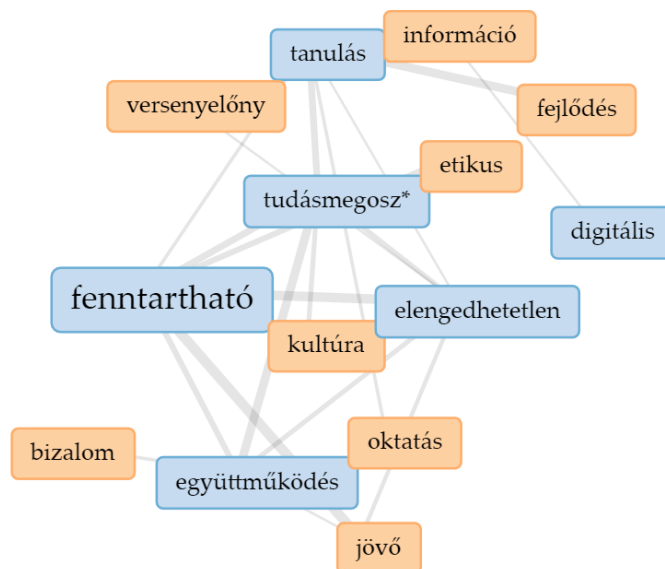 információ
tanulás
versenyelőny
fejlődés
etikus
tudásmegosz*
digitális
fenntartható
elengedhetetlen
kultúra
oktatás
bizalom
együttműködés
jövő